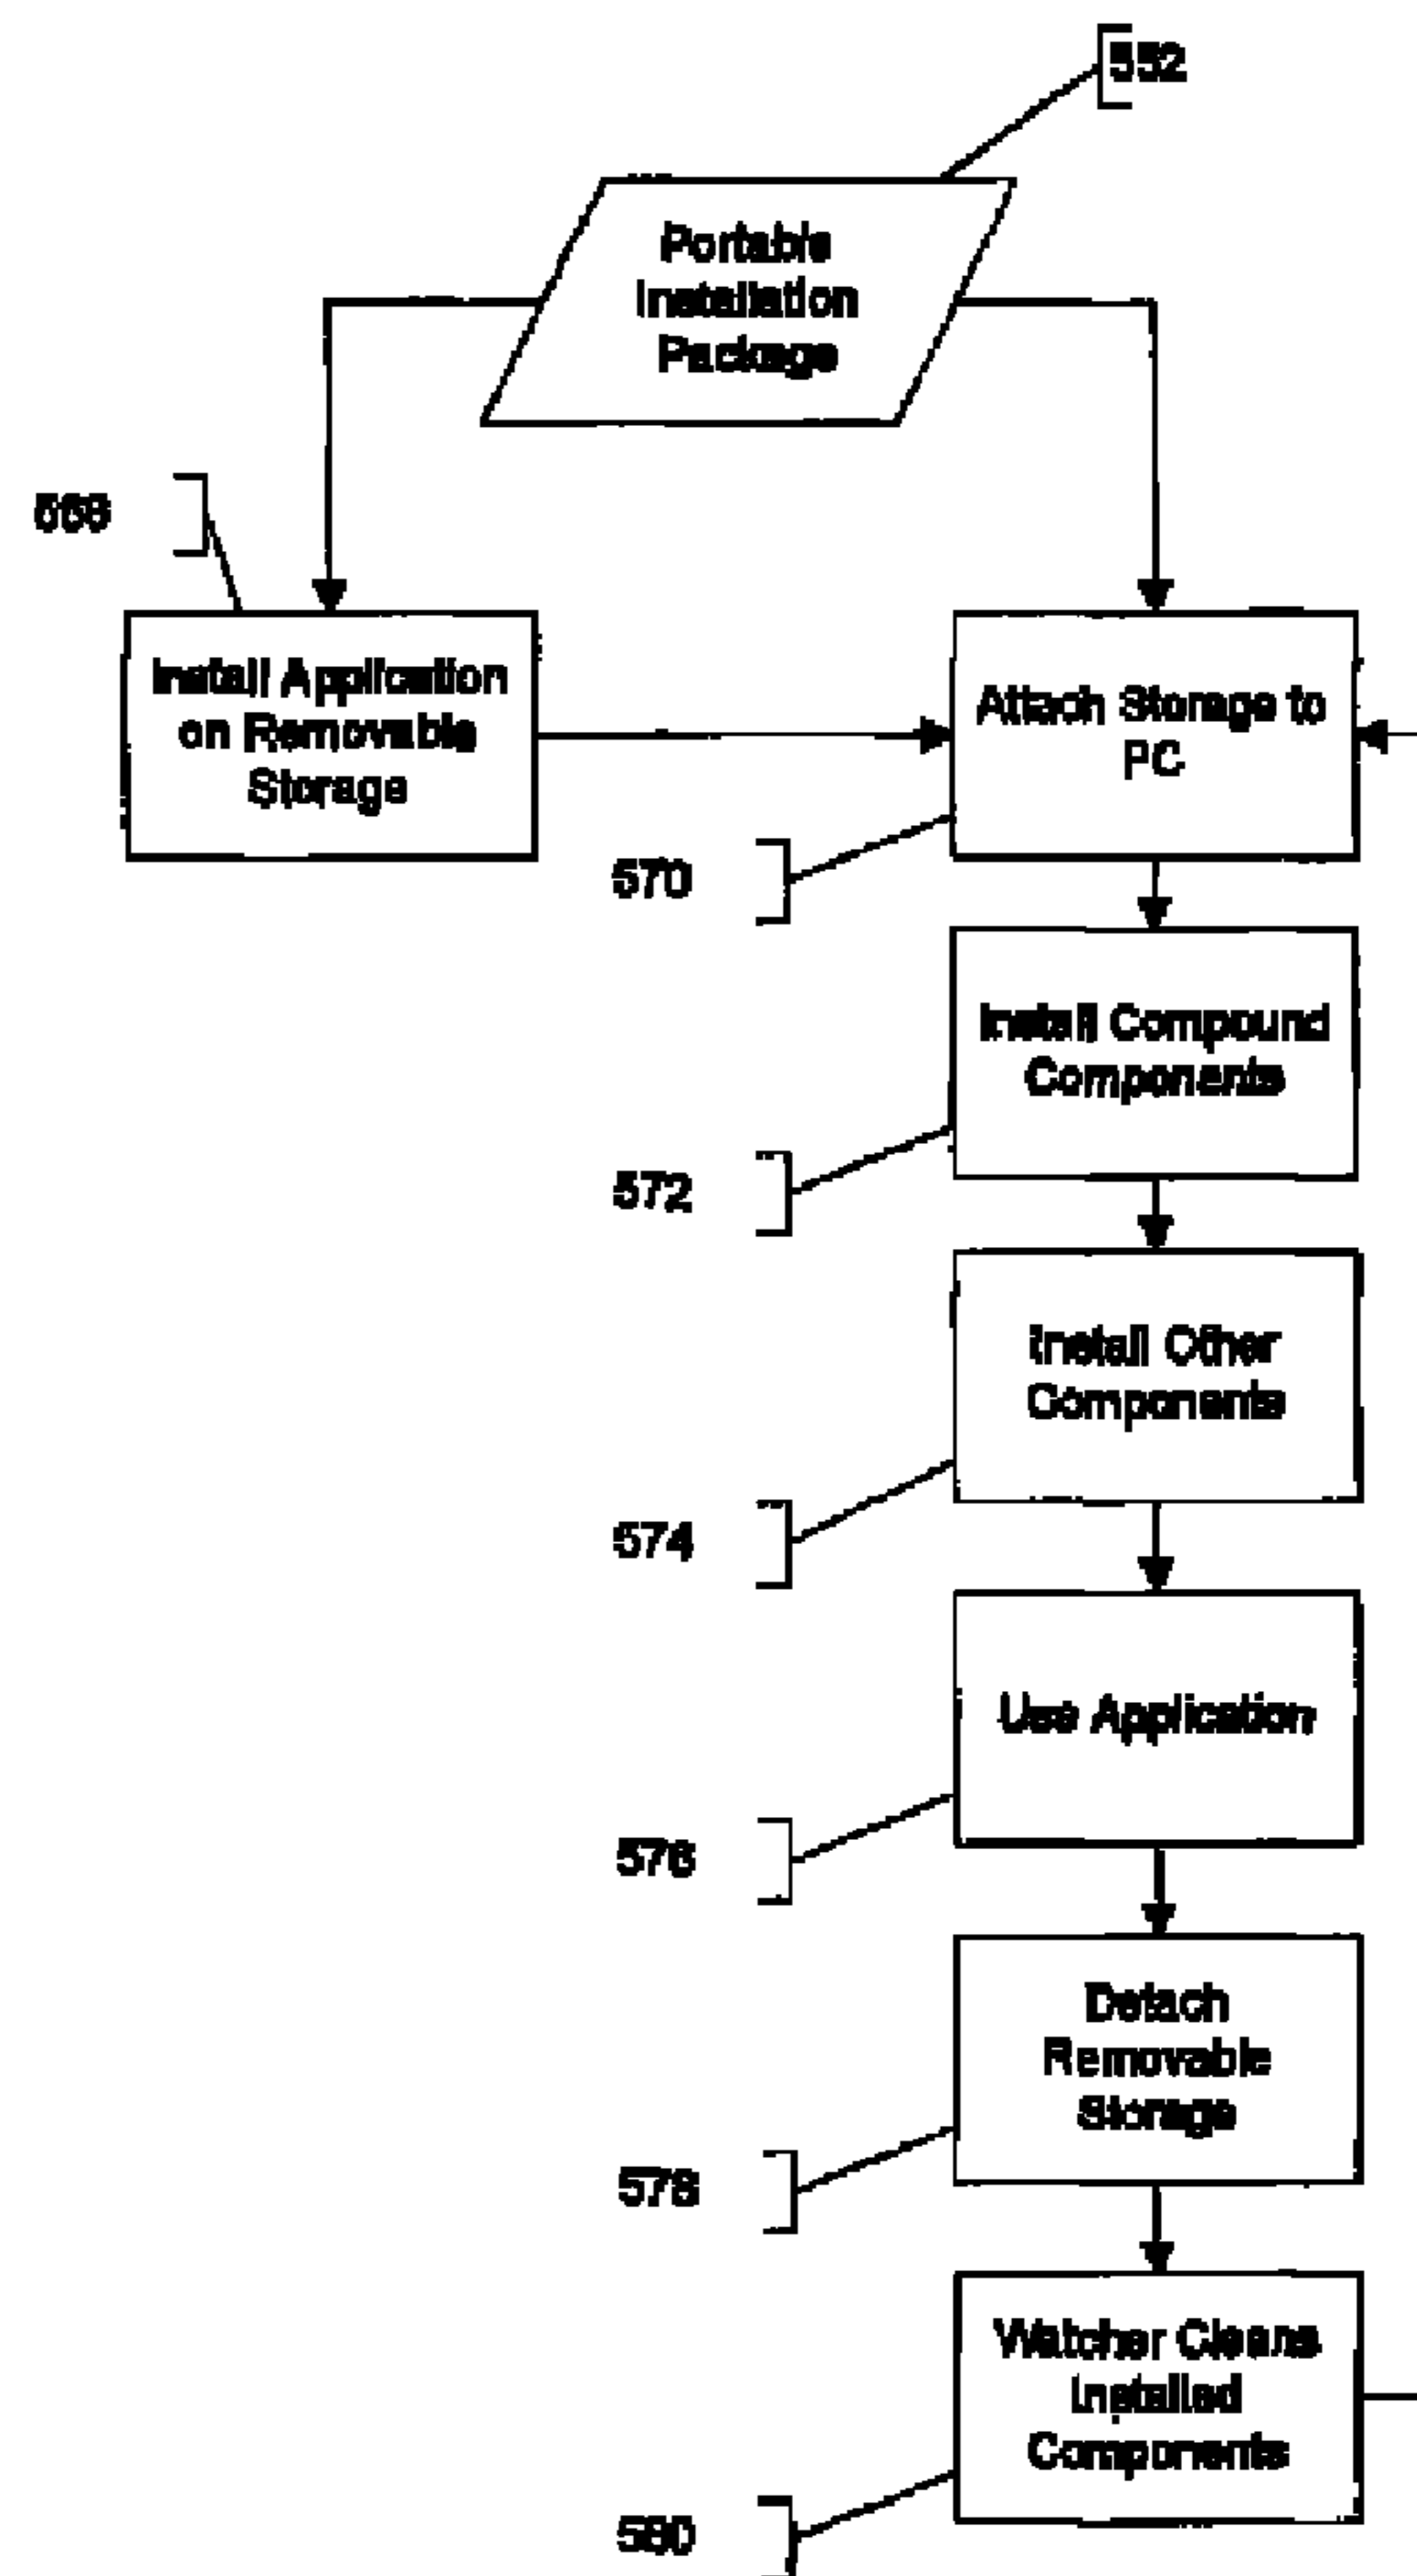 552
Portable
Installation
Package
568
Install Application
on Removable
Storage
Attach Storage to
PC
570
Install Compound
Components
572
Install Other
Components
574
Use Application
576
Detach
Removable
Storage
578
Watcher Cleans
Installed
Components
580